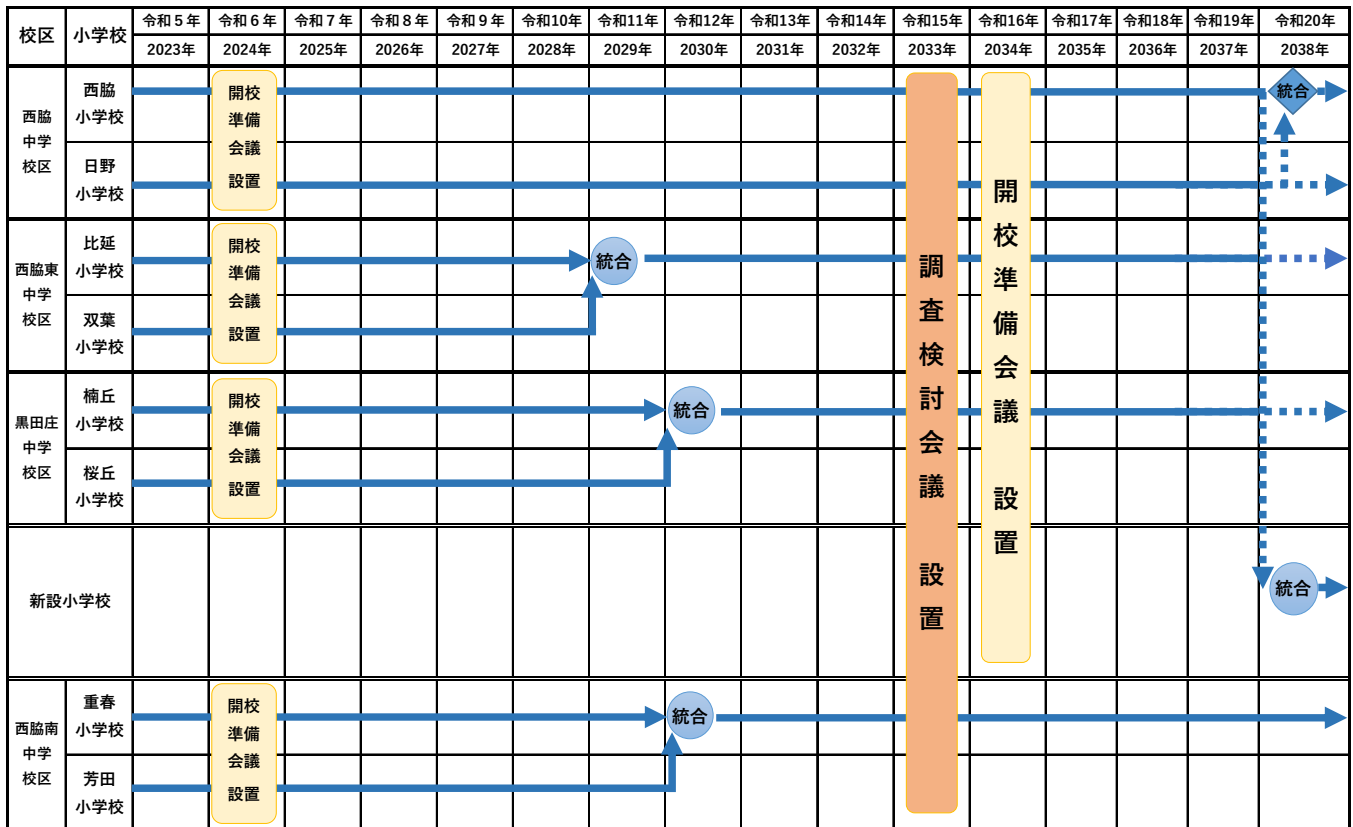 校区 小学校 令和５年 令和６年 令和７年 令和８年 令和９年 令和10年 令和11年 令和12年 令和13年 令和14年 令和15年 令和16年 令和17年 令和18年 令和19年 令和20年
2023年 2024年 2025年 2026年 2027年 2028年 2029年 2030年 2031年 2032年 2033年 2034年 2035年 2036年 2037年 2038年
西脇
中学
校区
西脇
小学校
日野
小学校
開校
準備
会議
設置
統合
西脇東
中学
校区
比延
小学校
双葉
小学校
開校
準備
会議
設置
統合
黒田庄
中学
校区
楠丘
小学校
桜丘
小学校
開校
準備
会議
設置
統合
調査検討会議 設置
開校準備会議 設置
新設小学校
統合
西脇南
中学
校区
重春
小学校
芳田
小学校
開校
準備
会議
設置
統合